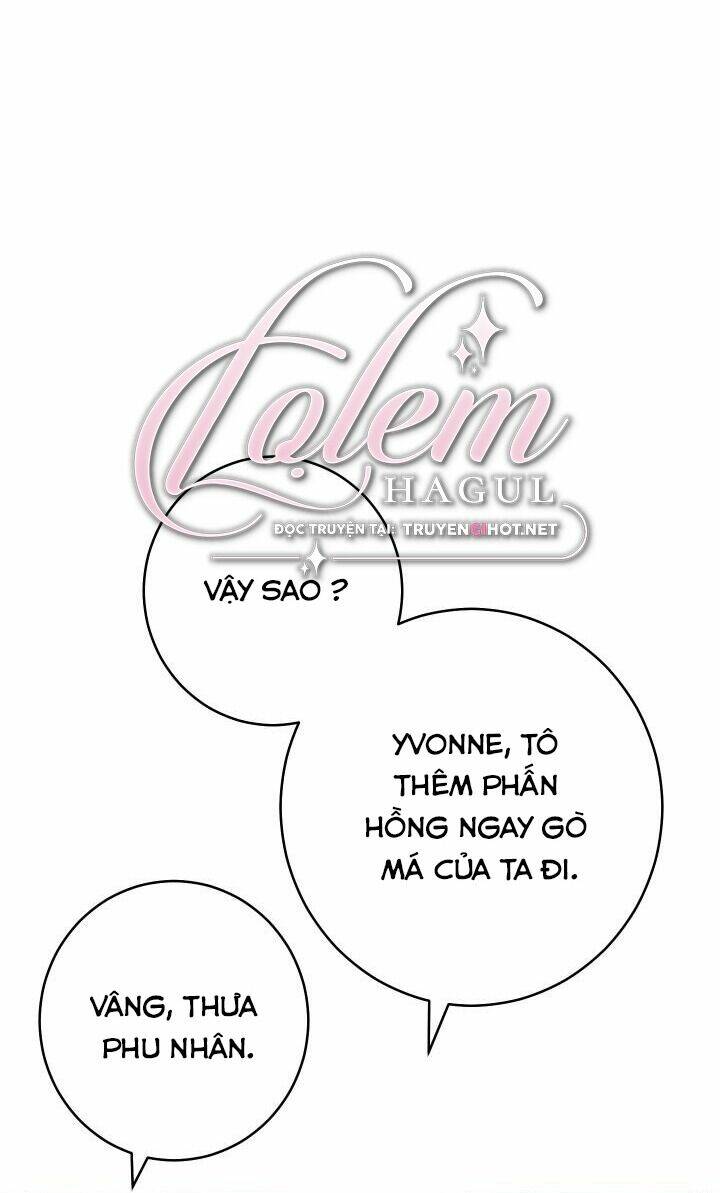 Lọlem
HAGUL
ĐỌC TRUYỆN TẠI: TRUYENGIHOT.NET
VẬY SAO ?
YVONNE, TÔ
THÊM PHẤN
HỒNG NGAY GÒ
MÁ CỦA TA ĐI.
VÂNG, THƯA
PHU NHÂN.